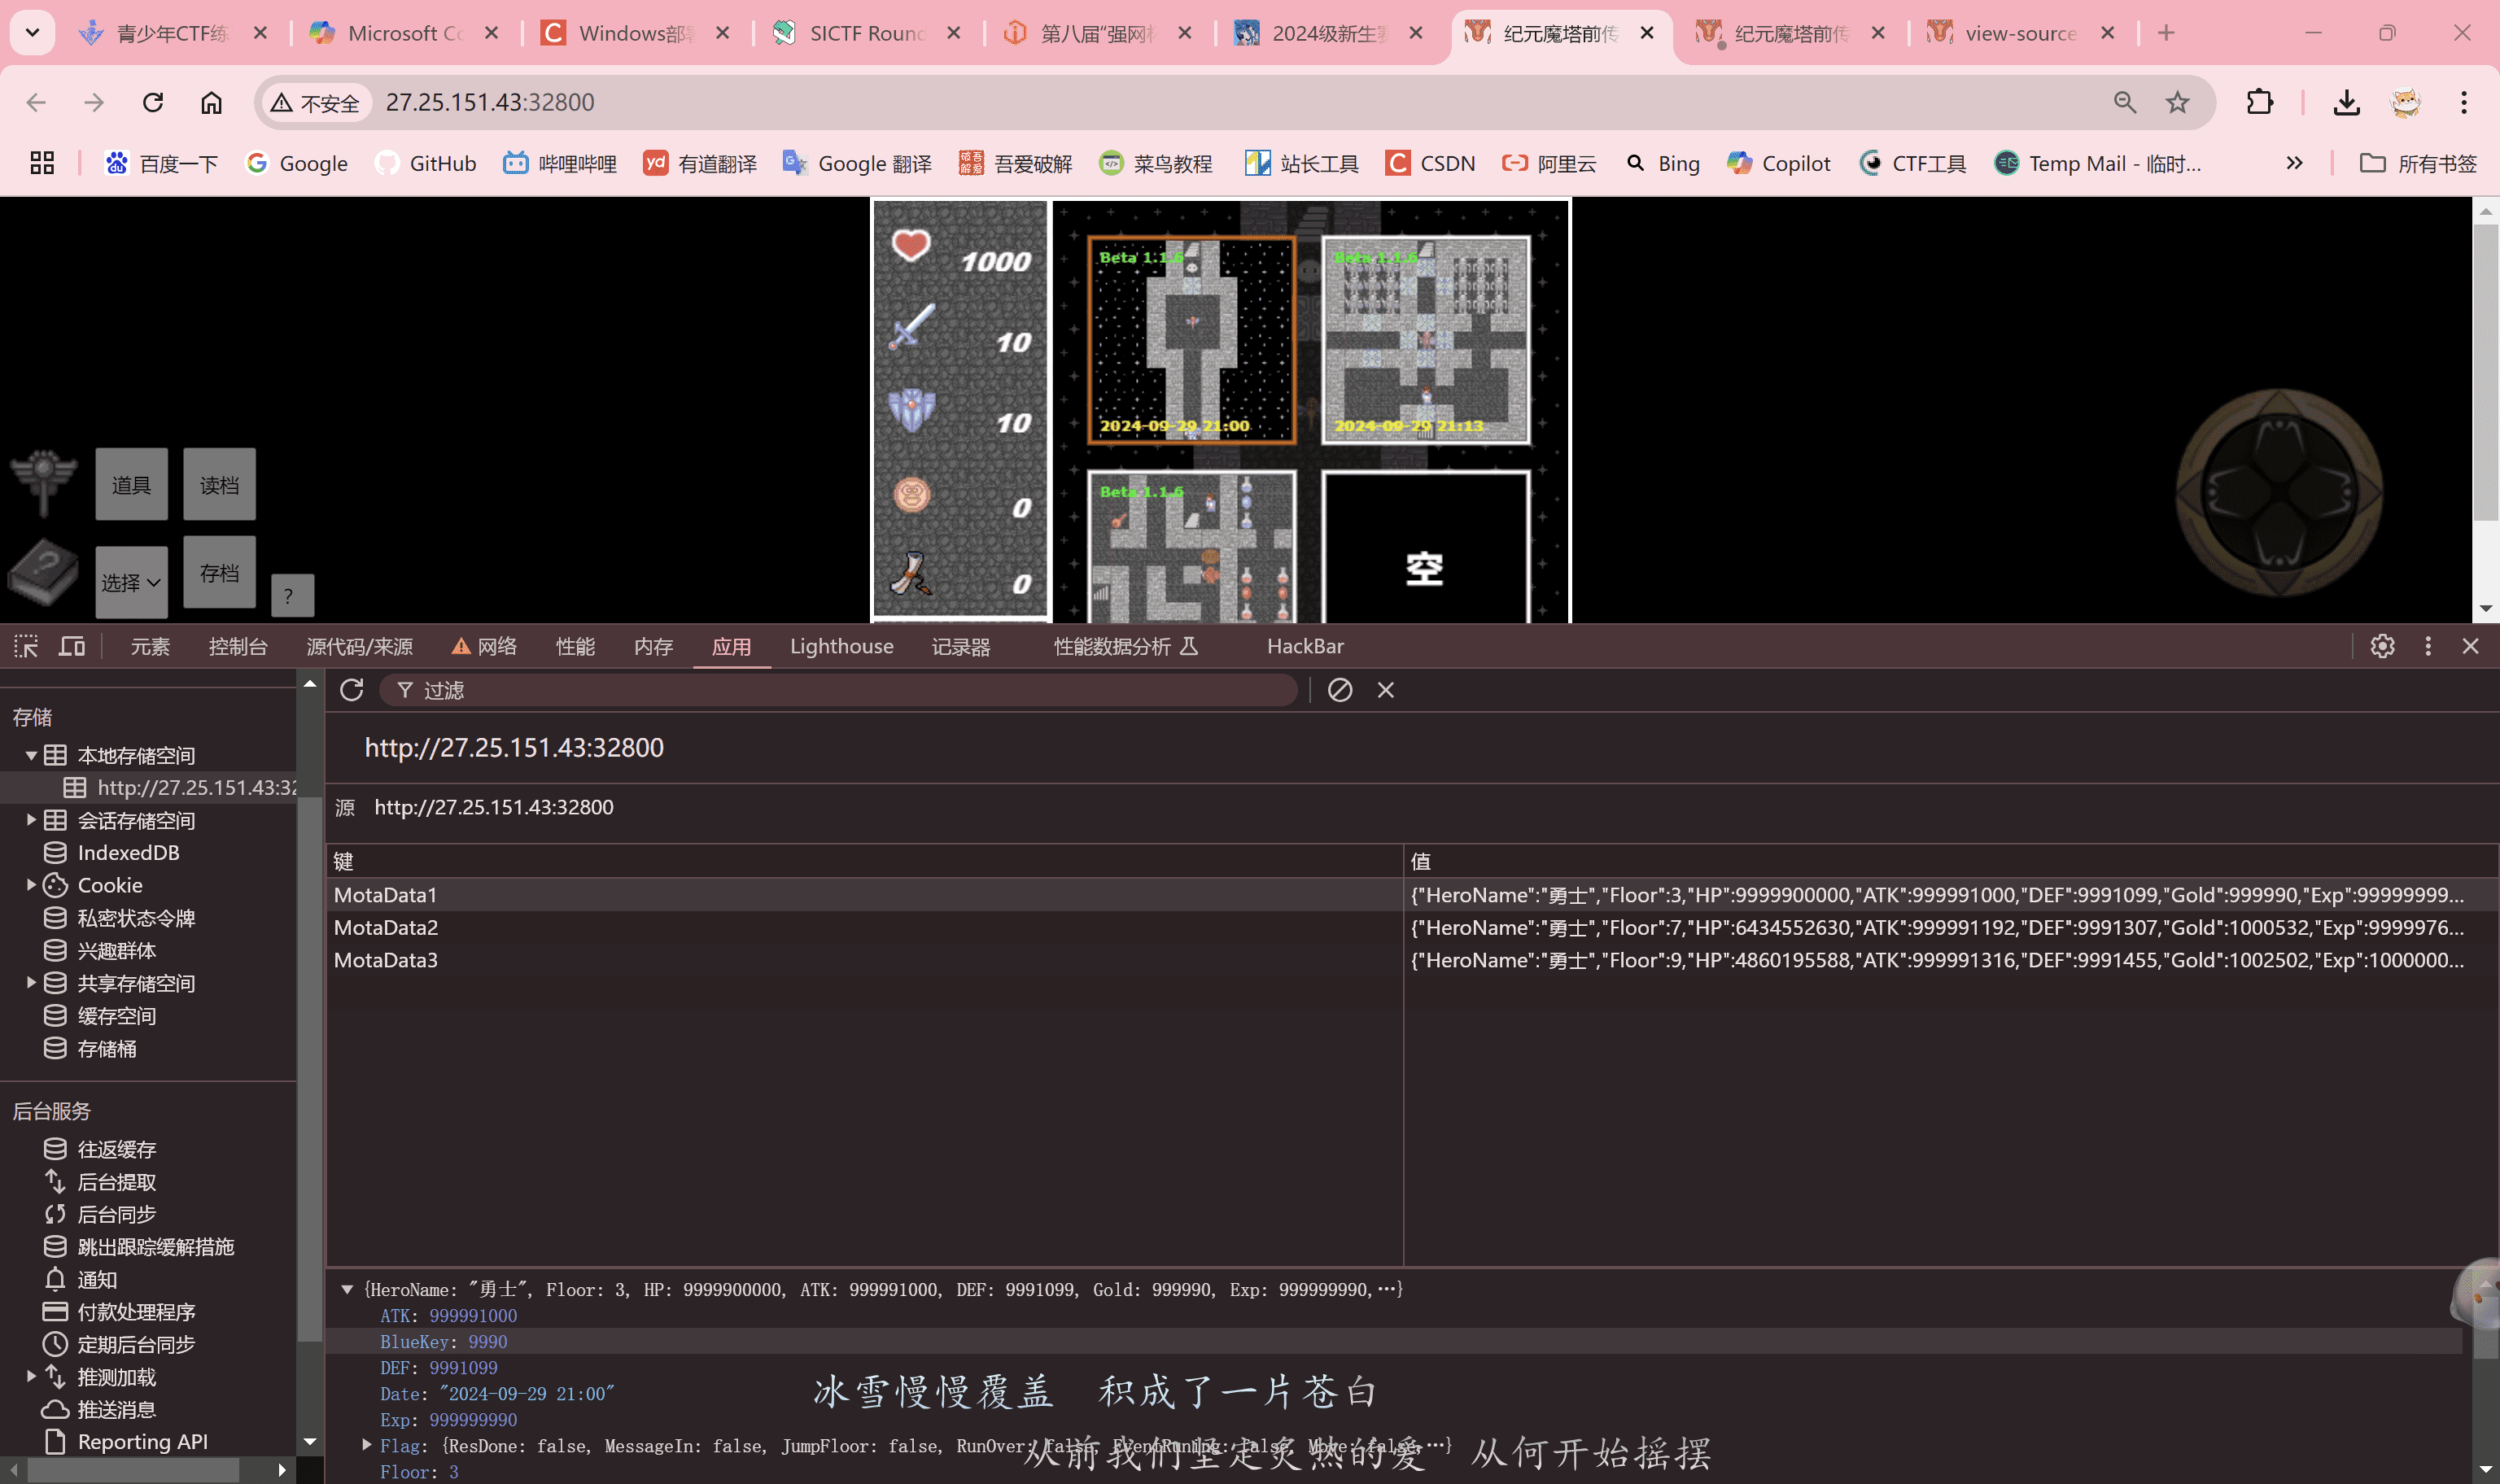 青少年CTF练
Microsoft Co
Windows部署
SICTF Roun
第八届“强网杯
2024级新生赛
纪元魔塔前传
纪元魔塔前传
view-source
不安全
27.25.151.43:32800
百度一下
Google
GitHub
哔哩哔哩
有道翻译
Google 翻译
吾爱破解
菜鸟教程
站长工具
CSDN
阿里云
Bing
Copilot
CTF工具
Temp Mail - 临时...
所有书签
1000
10
10
0
0
Beta 1.1.6
2024-09-29 21:00
Beta 1.1.6
2024-09-29 21:13
Beta 1.1.6
空
道具
读档
选择
存档
?
元素
控制台
源代码/来源
网络
性能
内存
应用
Lighthouse
记录器
性能数据分析
HackBar
存储
本地存储空间
http://27.25.151.43:32
会话存储空间
IndexedDB
Cookie
私密状态令牌
兴趣群体
共享存储空间
缓存空间
存储桶
后台服务
往返缓存
后台提取
后台同步
跳出跟踪缓解措施
通知
付款处理程序
定期后台同步
推测加载
推送消息
Reporting API
过滤
http://27.25.151.43:32800
源 http://27.25.151.43:32800
键 值
MotaData1 {"HeroName":"勇士","Floor":3,"HP":9999900000,"ATK":999991000,"DEF":9991099,"Gold":999990,"Exp":99999999...
MotaData2 {"HeroName":"勇士","Floor":7,"HP":6434552630,"ATK":999991192,"DEF":9991307,"Gold":1000532,"Exp":9999976...
MotaData3 {"HeroName":"勇士","Floor":9,"HP":4860195588,"ATK":999991316,"DEF":9991455,"Gold":1002502,"Exp":1000000...
{HeroName: "勇士", Floor: 3, HP: 9999900000, ATK: 999991000, DEF: 9991099, Gold: 999990, Exp: 999999990,…}
ATK: 999991000
BlueKey: 9990
DEF: 9991099
Date: "2024-09-29 21:00"
Exp: 999999990
Flag: {ResDone: false, MessageIn: false, JumpFloor: false, RunOver: false, EventRuning: false, Move: false,…}
Floor: 3
冰雪慢慢覆盖 积成了一片苍白
从前我们坚定炙热的爱 从何开始摇摆